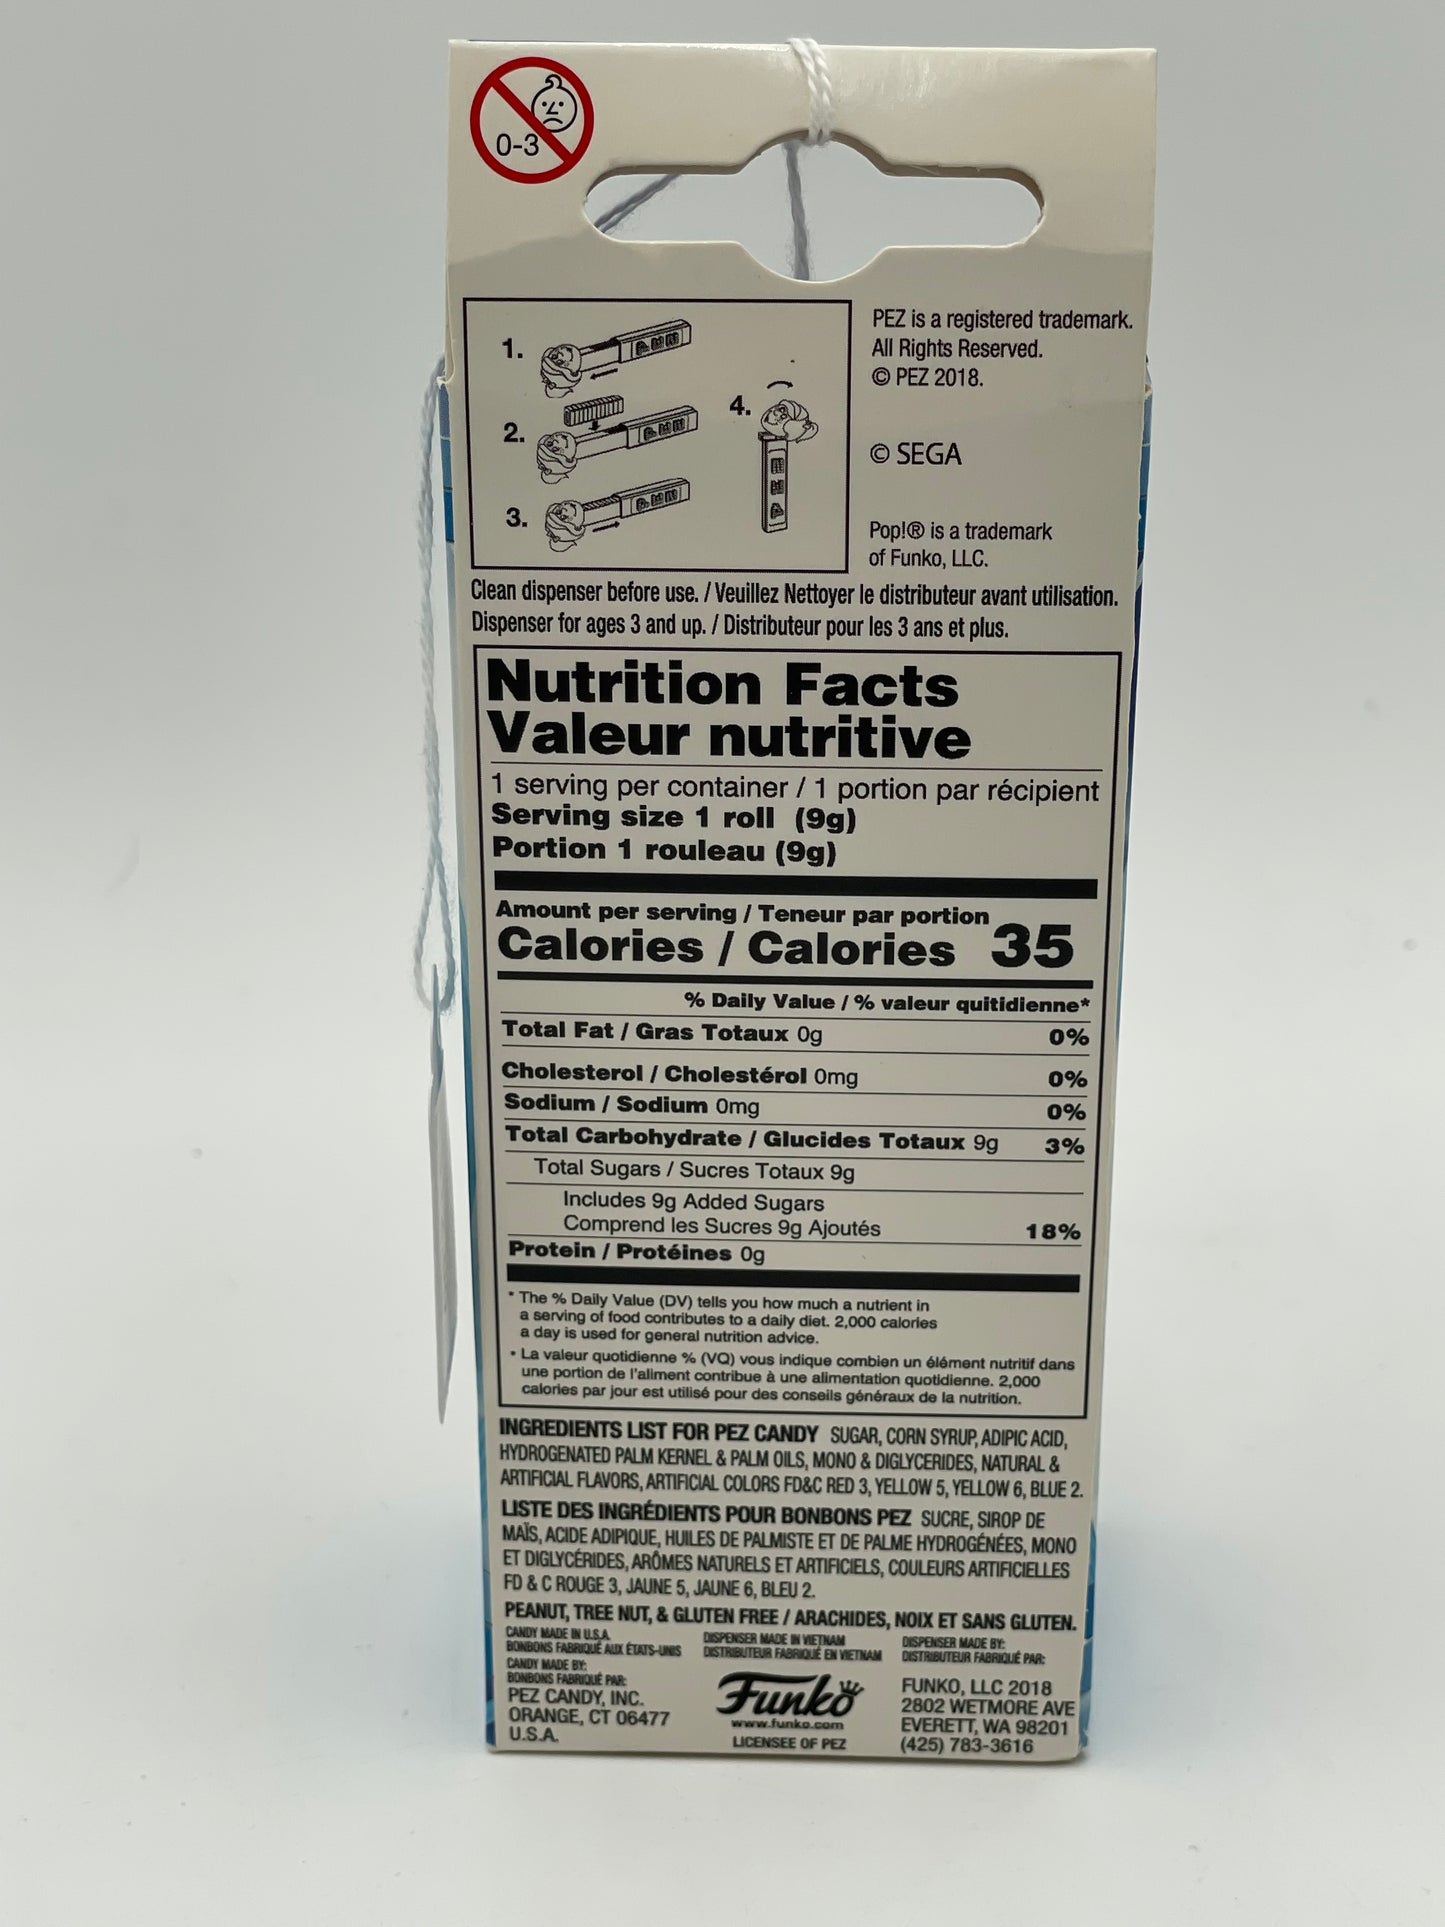 0-3
1.
2.
3.
4.
PEZ is a registered trademark.
All Rights Reserved.
© PEZ 2018.
© SEGA
Pop!® is a trademark
of Funko, LLC.
Clean dispenser before use. / Veuillez Nettoyer le distributeur avant utilisation.
Dispenser for ages 3 and up. / Distributeur pour les 3 ans et plus.
Nutrition Facts
Valeur nutritive
1 serving per container / 1 portion par récipient
Serving size 1 roll (9g)
Portion 1 rouleau (9g)
Amount per serving / Teneur par portion
Calories / Calories 35
% Daily Value / % valeur quitidienne*
Total Fat / Gras Totaux 0g 0%
Cholesterol / Cholestérol 0mg 0%
Sodium / Sodium 0mg 0%
Total Carbohydrate / Glucides Totaux 9g 3%
Total Sugars / Sucres Totaux 9g
Includes 9g Added Sugars
Comprend les Sucres 9g Ajoutés 18%
Protein / Protéines 0g
* The % Daily Value (DV) tells you how much a nutrient in
a serving of food contributes to a daily diet. 2,000 calories
a day is used for general nutrition advice.
• La valeur quotidienne % (VQ) vous indique combien un élément nutritif dans
une portion de l'aliment contribue à une alimentation quotidienne. 2,000
calories par jour est utilisé pour des conseils généraux de la nutrition.
INGREDIENTS LIST FOR PEZ CANDY SUGAR, CORN SYRUP, ADIPIC ACID,
HYDROGENATED PALM KERNEL & PALM OILS, MONO & DIGLYCERIDES, NATURAL &
ARTIFICIAL FLAVORS, ARTIFICIAL COLORS FD&C RED 3, YELLOW 5, YELLOW 6, BLUE 2.
LISTE DES INGRÉDIENTS POUR BONBONS PEZ SUCRE, SIROP DE
MAÏS, ACIDE ADIPIQUE, HUILES DE PALMISTE ET DE PALME HYDROGÉNÉES, MONO
ET DIGLYCÉRIDES, ARÔMES NATURELS ET ARTIFICIELS, COULEURS ARTIFICIELLES
FD & C ROUGE 3, JAUNE 5, JAUNE 6, BLEU 2.
PEANUT, TREE NUT, & GLUTEN FREE / ARACHIDES, NOIX ET SANS GLUTEN.
CANDY MADE IN U.S.A.
BONBONS FABRIQUÉ AUX ÉTATS-UNIS
CANDY MADE BY:
BONBONS FABRIQUÉ PAR:
PEZ CANDY, INC.
ORANGE, CT 06477
U.S.A.
DISPENSER MADE IN VIETNAM
DISTRIBUTEUR FABRIQUÉ EN VIETNAM
Funko
www.funko.com
LICENSEE OF PEZ
DISPENSER MADE BY:
DISTRIBUTEUR FABRIQUÉ PAR:
FUNKO, LLC 2018
2802 WETMORE AVE
EVERETT, WA 98201
(425) 783-3616